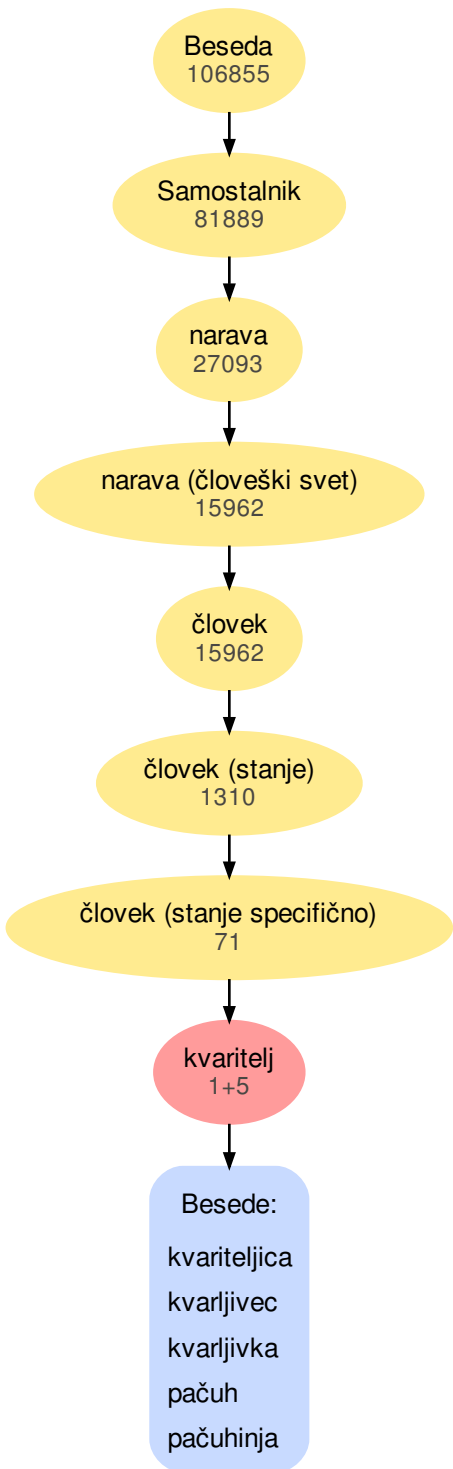 Beseda
106855
Samostalnik
81889
narava
27093
narava (človeški svet)
15962
človek
15962
človek (stanje)
1310
človek (stanje specifično)
71
kvaritelj
1+5
Besede:
kvariteljica
kvarljivec
kvarljivka
pačuh
pačuhinja